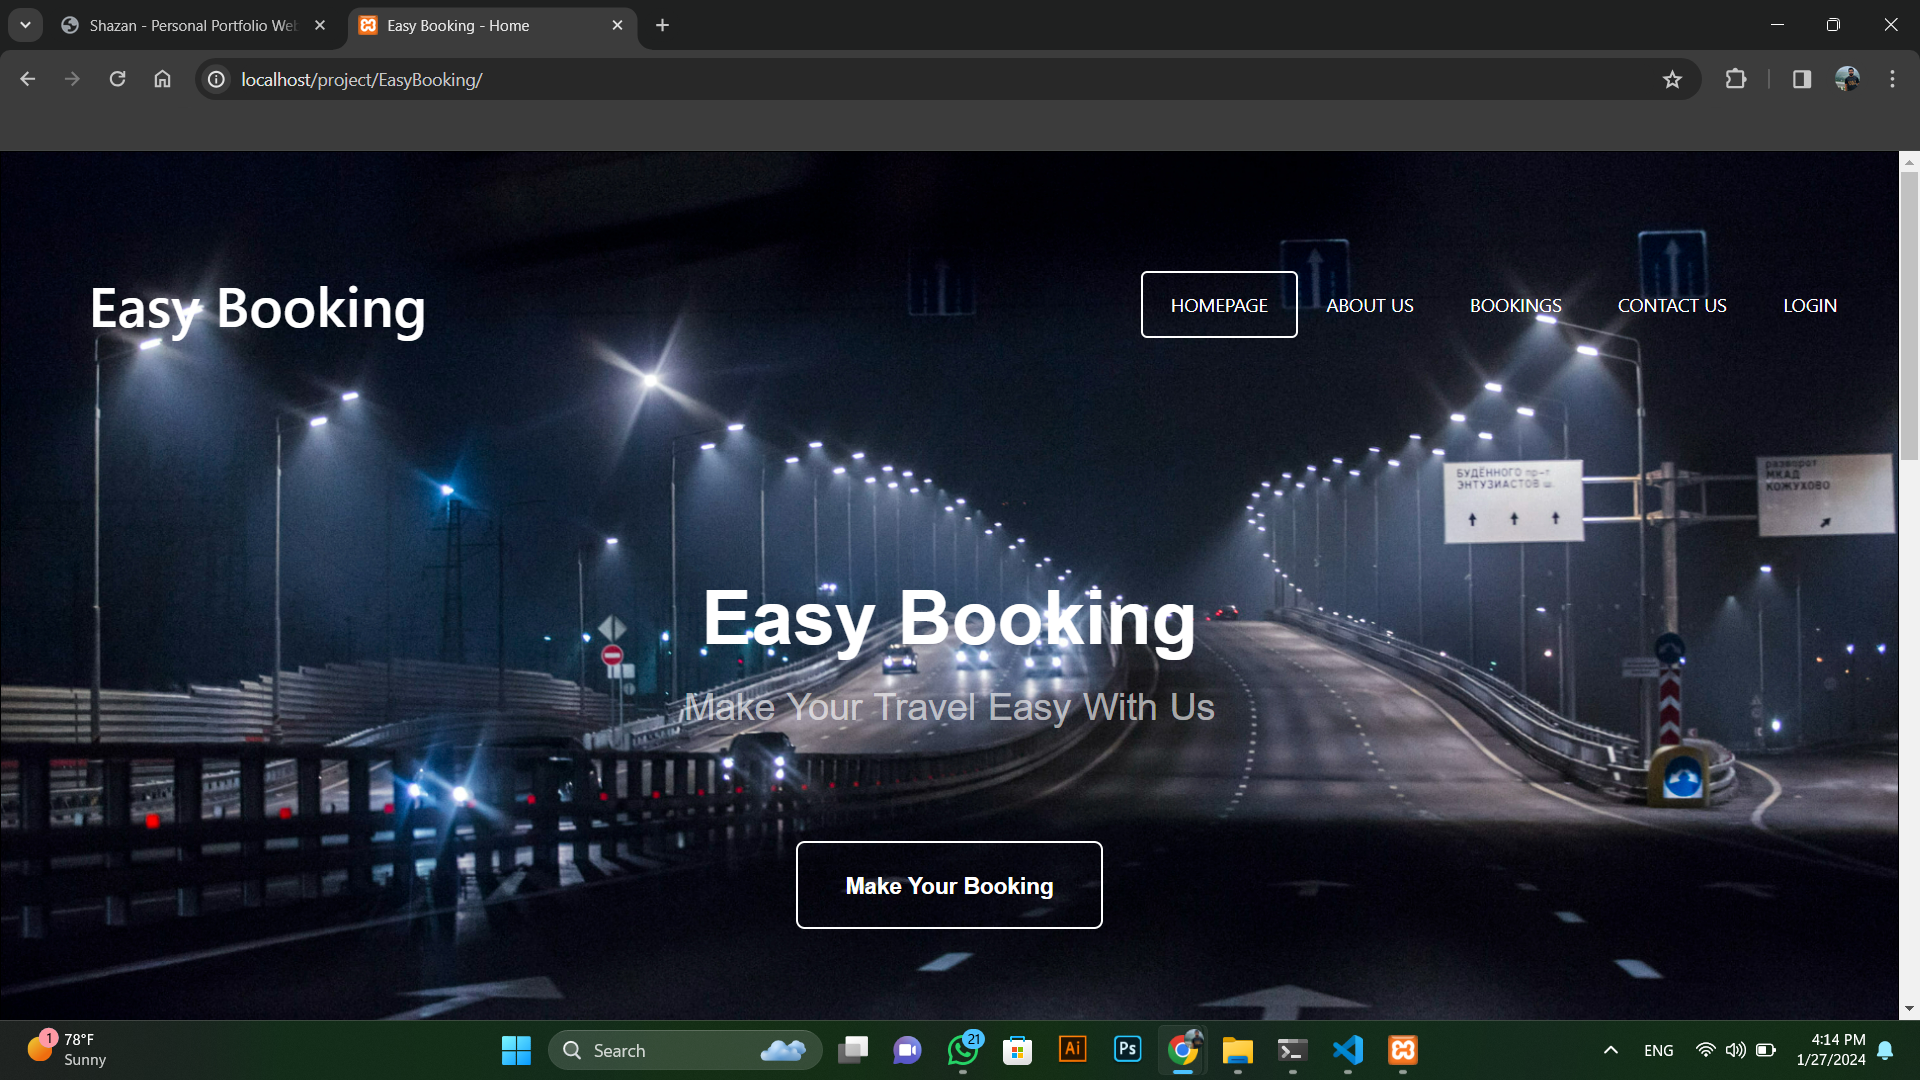 Shazan - Personal Portfolio Web
Easy Booking - Home
localhost/project/EasyBooking/
Easy Booking
HOMEPAGE
ABOUT US
BOOKINGS
CONTACT US
LOGIN
БУДЁННОГО пр-т
ЭНТУЗИАСТОВ ш.
разворот
МКАД
КОЖУХОВО
Easy Booking
Make Your Travel Easy With Us
Make Your Booking
1
78°F
Sunny
Search
21
Ai
Ps
ENG
4:14 PM
1/27/2024